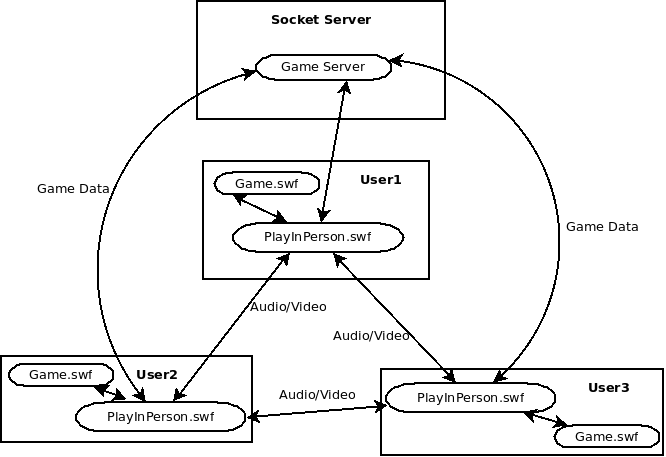 Socket Server
Game Server
Game.swf
User1
Game Data
PlayInPerson.swf
Game Data
Audio/Video
Audio/Video
Game.swf
User2
User3
Audio/Video
PlayInPerson.swf
PlayInPerson.swf
Game.swf